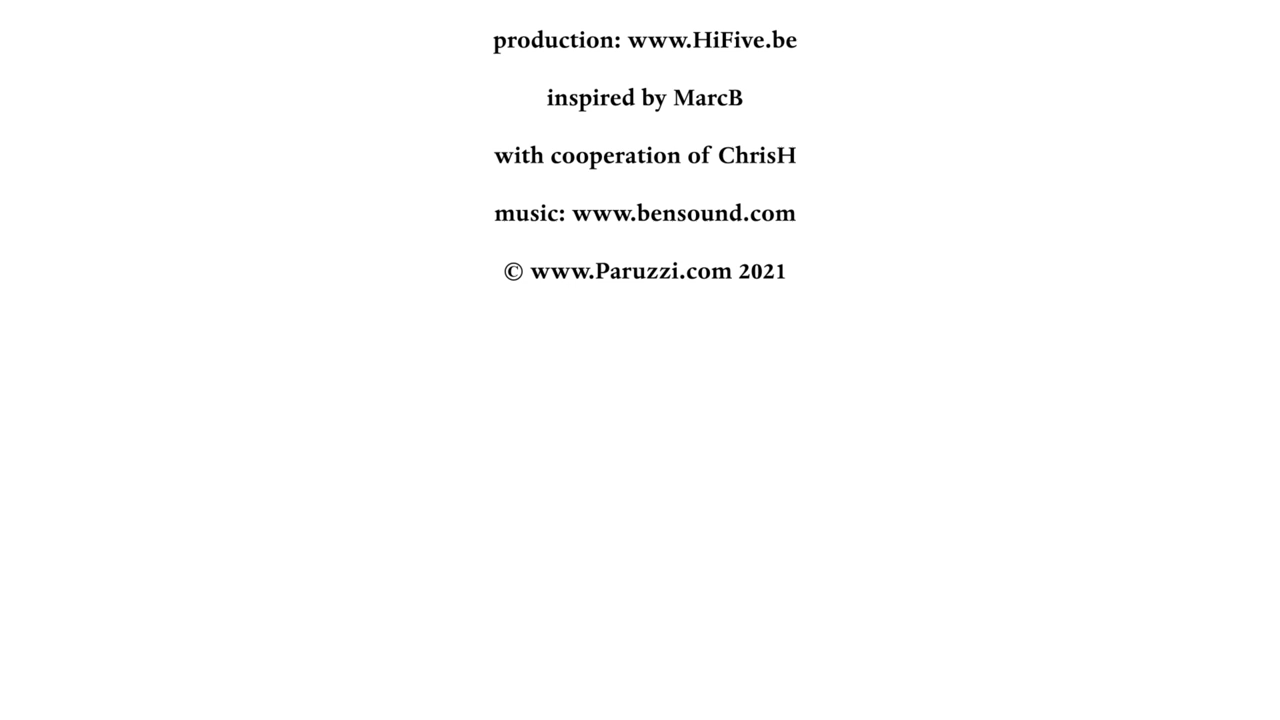 production: www.HiFive.be
inspired by MarcB
with cooperation of ChrisH
music: www.bensound.com
© www.Paruzzi.com 2021